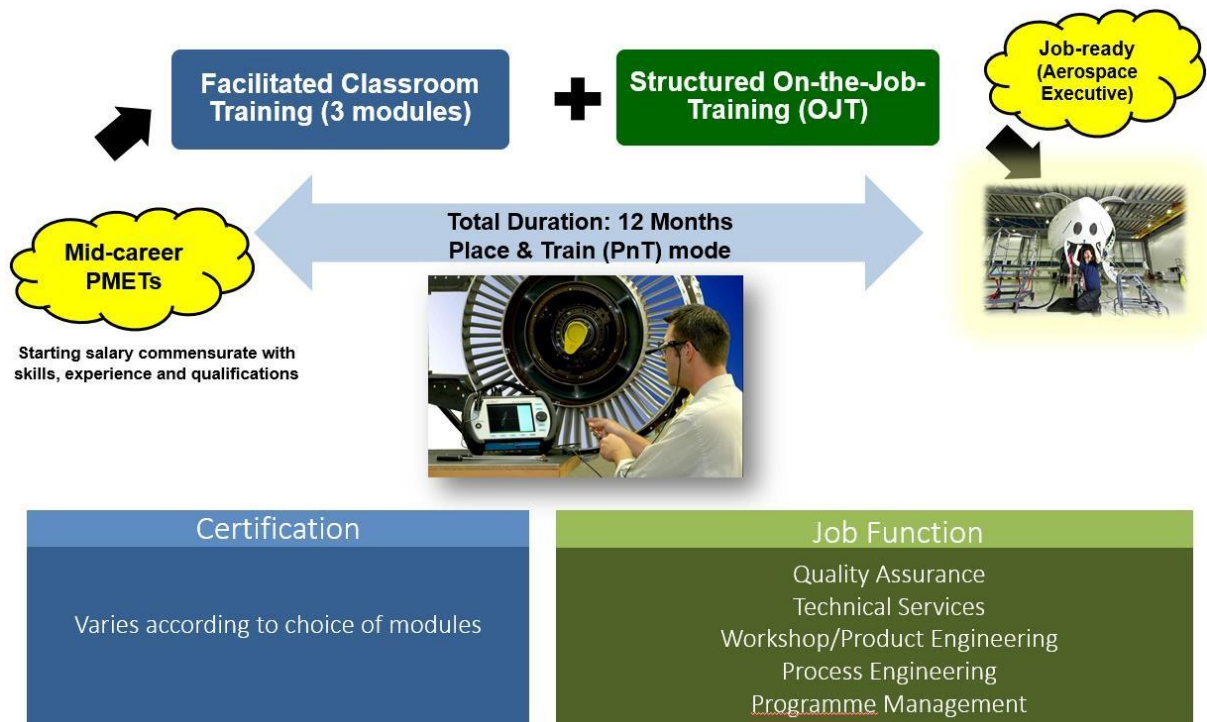 Facilitated Classroom
Training (3 modules)
Structured On-the-Job-
Training (OJT)
Job-ready
(Aerospace
Executive)
Total Duration: 12 Months
Place & Train (PnT) mode
Mid-career
PMETs
Starting salary commensurate with
skills, experience and qualifications
Certification
Varies according to choice of modules
Job Function
Quality Assurance
Technical Services
Workshop/Product Engineering
Process Engineering
Programme Management